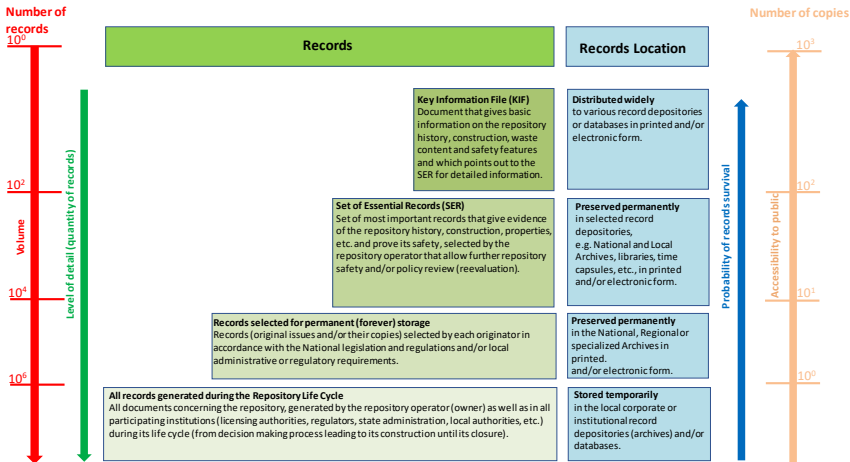 Number of
records
Number of copies
10⁰
Records
Records Location
10³
Key Information File (KIF)
Document that gives basic
information on the repository
history, construction, waste
content and safety features
and which points out to the
SER for detailed information.
Distributed widely
to various record depositories
or databases in printed and/or
electronic form.
10²
10²
Set of Essential Records (SER)
Set of most important records that give evidence
of the repository history, construction, properties,
etc. and prove its safety, selected by the
repository operator that allow further repository
safety and/or policy review (reevaluation).
Preserved permanently
in selected record
depositories,
e.g. National and Local
Archives, libraries, time
capsules, etc., in printed
and/or electronic form.
Volume
Level of detail (quantity of records)
Probability of records survival
Accessibility to public
10⁴
10¹
Records selected for permanent (forever) storage
Records (original issues and/or their copies) selected by each originator in
accordance with the National legislation and regulations and/or local
administrative or regulatory requirements.
Preserved permanently
in the National, Regional or
specialized Archives in
printed.
and/or electronic form.
10⁶
10⁰
All records generated during the Repository Life Cycle
All documents concerning the repository, generated by the repository operator (owner) as well as in all
participating institutions (licensing authorities, regulators, state administration, local authorities, etc.)
during its life cycle (from decision making process leading to its construction until its closure).
Stored temporarily
in the local corporate or
institutional record
depositories (archives) and/or
databases.